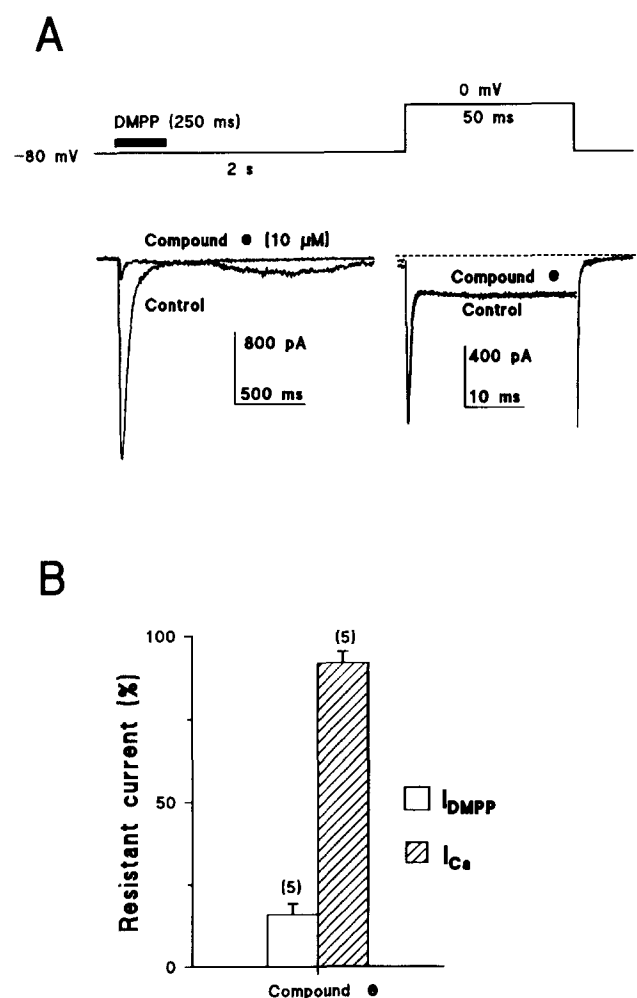 A
0 mV
DMPP (250 ms)
50 ms
−80 mV
2 s
Compound ● (10 µM)
Compound ●
Control
Control
800 pA
400 pA
500 ms
10 ms
B
100
(5)
Resistant current (%)
50
I_DMPP
I_Ca
(5)
0
Compound ●